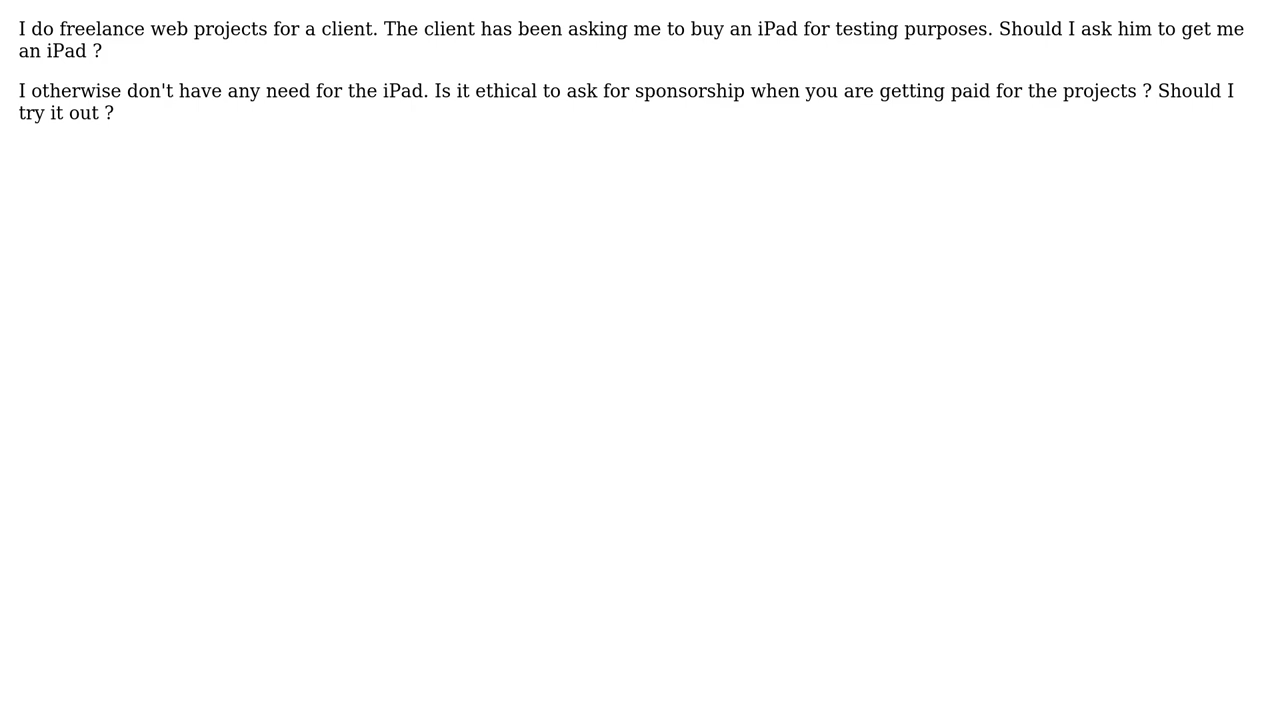 I do freelance web projects for a client. The client has been asking me to buy an iPad for testing purposes. Should I ask him to get me
an iPad ?
I otherwise don't have any need for the iPad. Is it ethical to ask for sponsorship when you are getting paid for the projects ? Should I
try it out ?